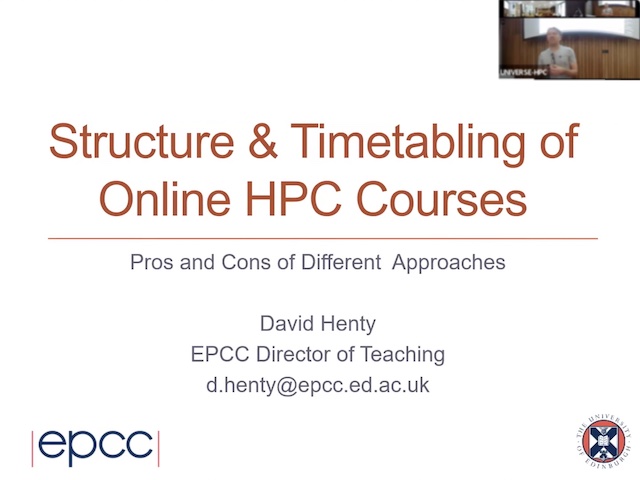 UNIVERSE-HPC
Structure & Timetabling of
Online HPC Courses
Pros and Cons of Different Approaches
David Henty
EPCC Director of Teaching
d.henty@epcc.ed.ac.uk
|epcc|
THE UNIVERSITY
OF EDINBURGH